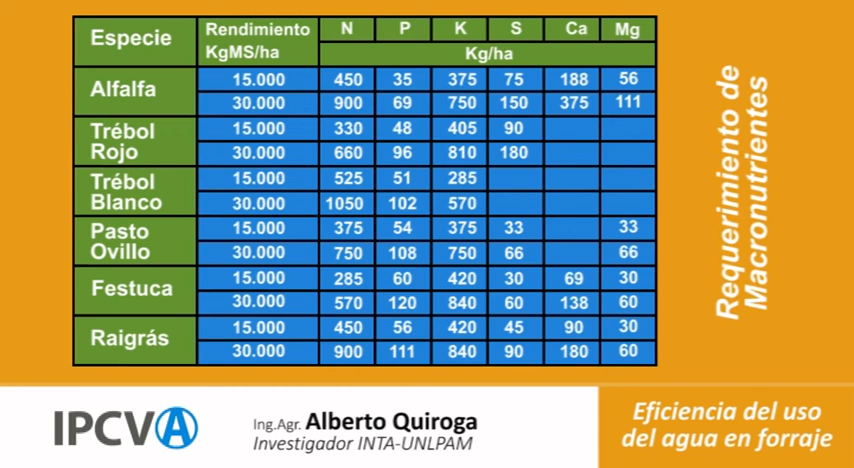 Especie Rendimiento KgMS/ha N P K S Ca Mg
Kg/ha
Alfalfa 15.000 450 35 375 75 188 56
30.000 900 69 750 150 375 111
Trébol Rojo 15.000 330 48 405 90
30.000 660 96 810 180
Trébol Blanco 15.000 525 51 285
30.000 1050 102 570
Pasto Ovillo 15.000 375 54 375 33 33
30.000 750 108 750 66 66
Festuca 15.000 285 60 420 30 69 30
30.000 570 120 840 60 138 60
Raigrás 15.000 450 56 420 45 90 30
30.000 900 111 840 90 180 60
Requerimiento de
Macronutrientes
IPCVA
Ing.Agr. Alberto Quiroga
Investigador INTA-UNLPAM
Eficiencia del uso
del agua en forraje